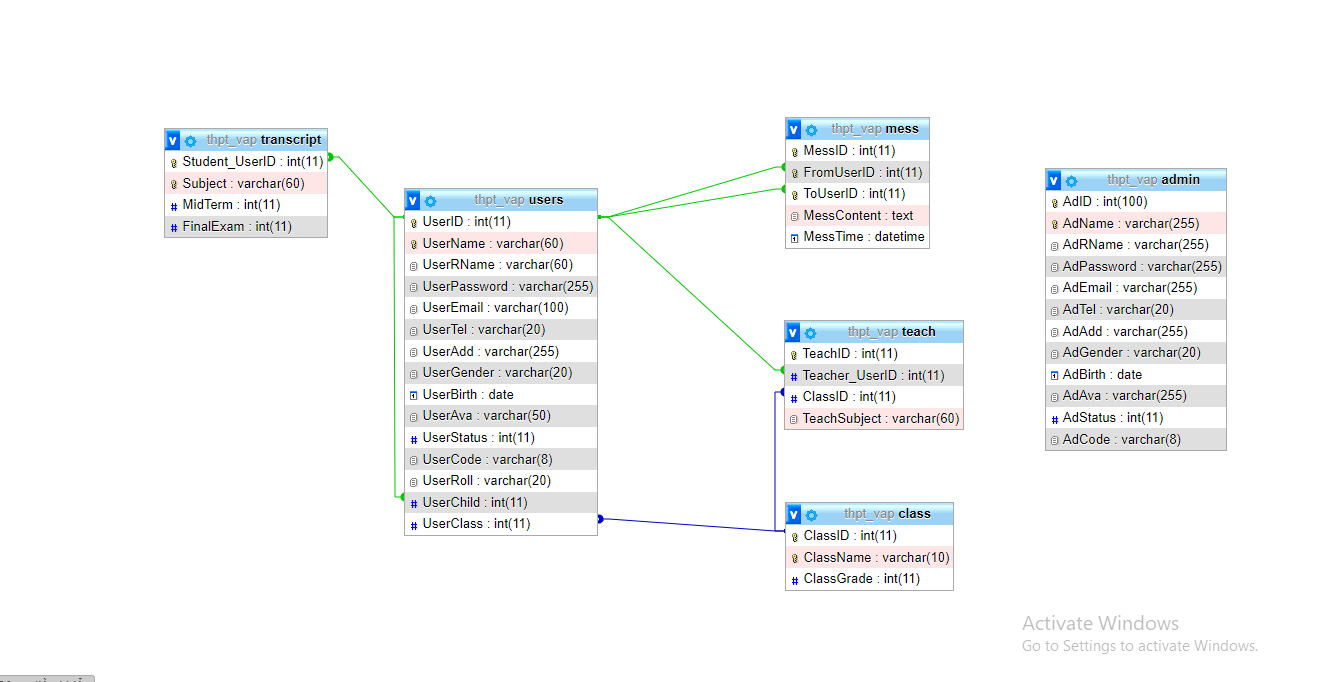 thpt_vap transcript
Student_UserID : int(11)
Subject : varchar(60)
MidTerm : int(11)
FinalExam : int(11)
thpt_vap users
UserID : int(11)
UserName : varchar(60)
UserRName : varchar(60)
UserPassword : varchar(255)
UserEmail : varchar(100)
UserTel : varchar(20)
UserAdd : varchar(255)
UserGender : varchar(20)
UserBirth : date
UserAva : varchar(50)
UserStatus : int(11)
UserCode : varchar(8)
UserRoll : varchar(20)
UserChild : int(11)
UserClass : int(11)
thpt_vap mess
MessID : int(11)
FromUserID : int(11)
ToUserID : int(11)
MessContent : text
MessTime : datetime
thpt_vap teach
TeachID : int(11)
Teacher_UserID : int(11)
ClassID : int(11)
TeachSubject : varchar(60)
thpt_vap class
ClassID : int(11)
ClassName : varchar(10)
ClassGrade : int(11)
thpt_vap admin
AdID : int(100)
AdName : varchar(255)
AdRName : varchar(255)
AdPassword : varchar(255)
AdEmail : varchar(255)
AdTel : varchar(20)
AdAdd : varchar(255)
AdGender : varchar(20)
AdBirth : date
AdAva : varchar(255)
AdStatus : int(11)
AdCode : varchar(8)
Activate Windows
Go to Settings to activate Windows.